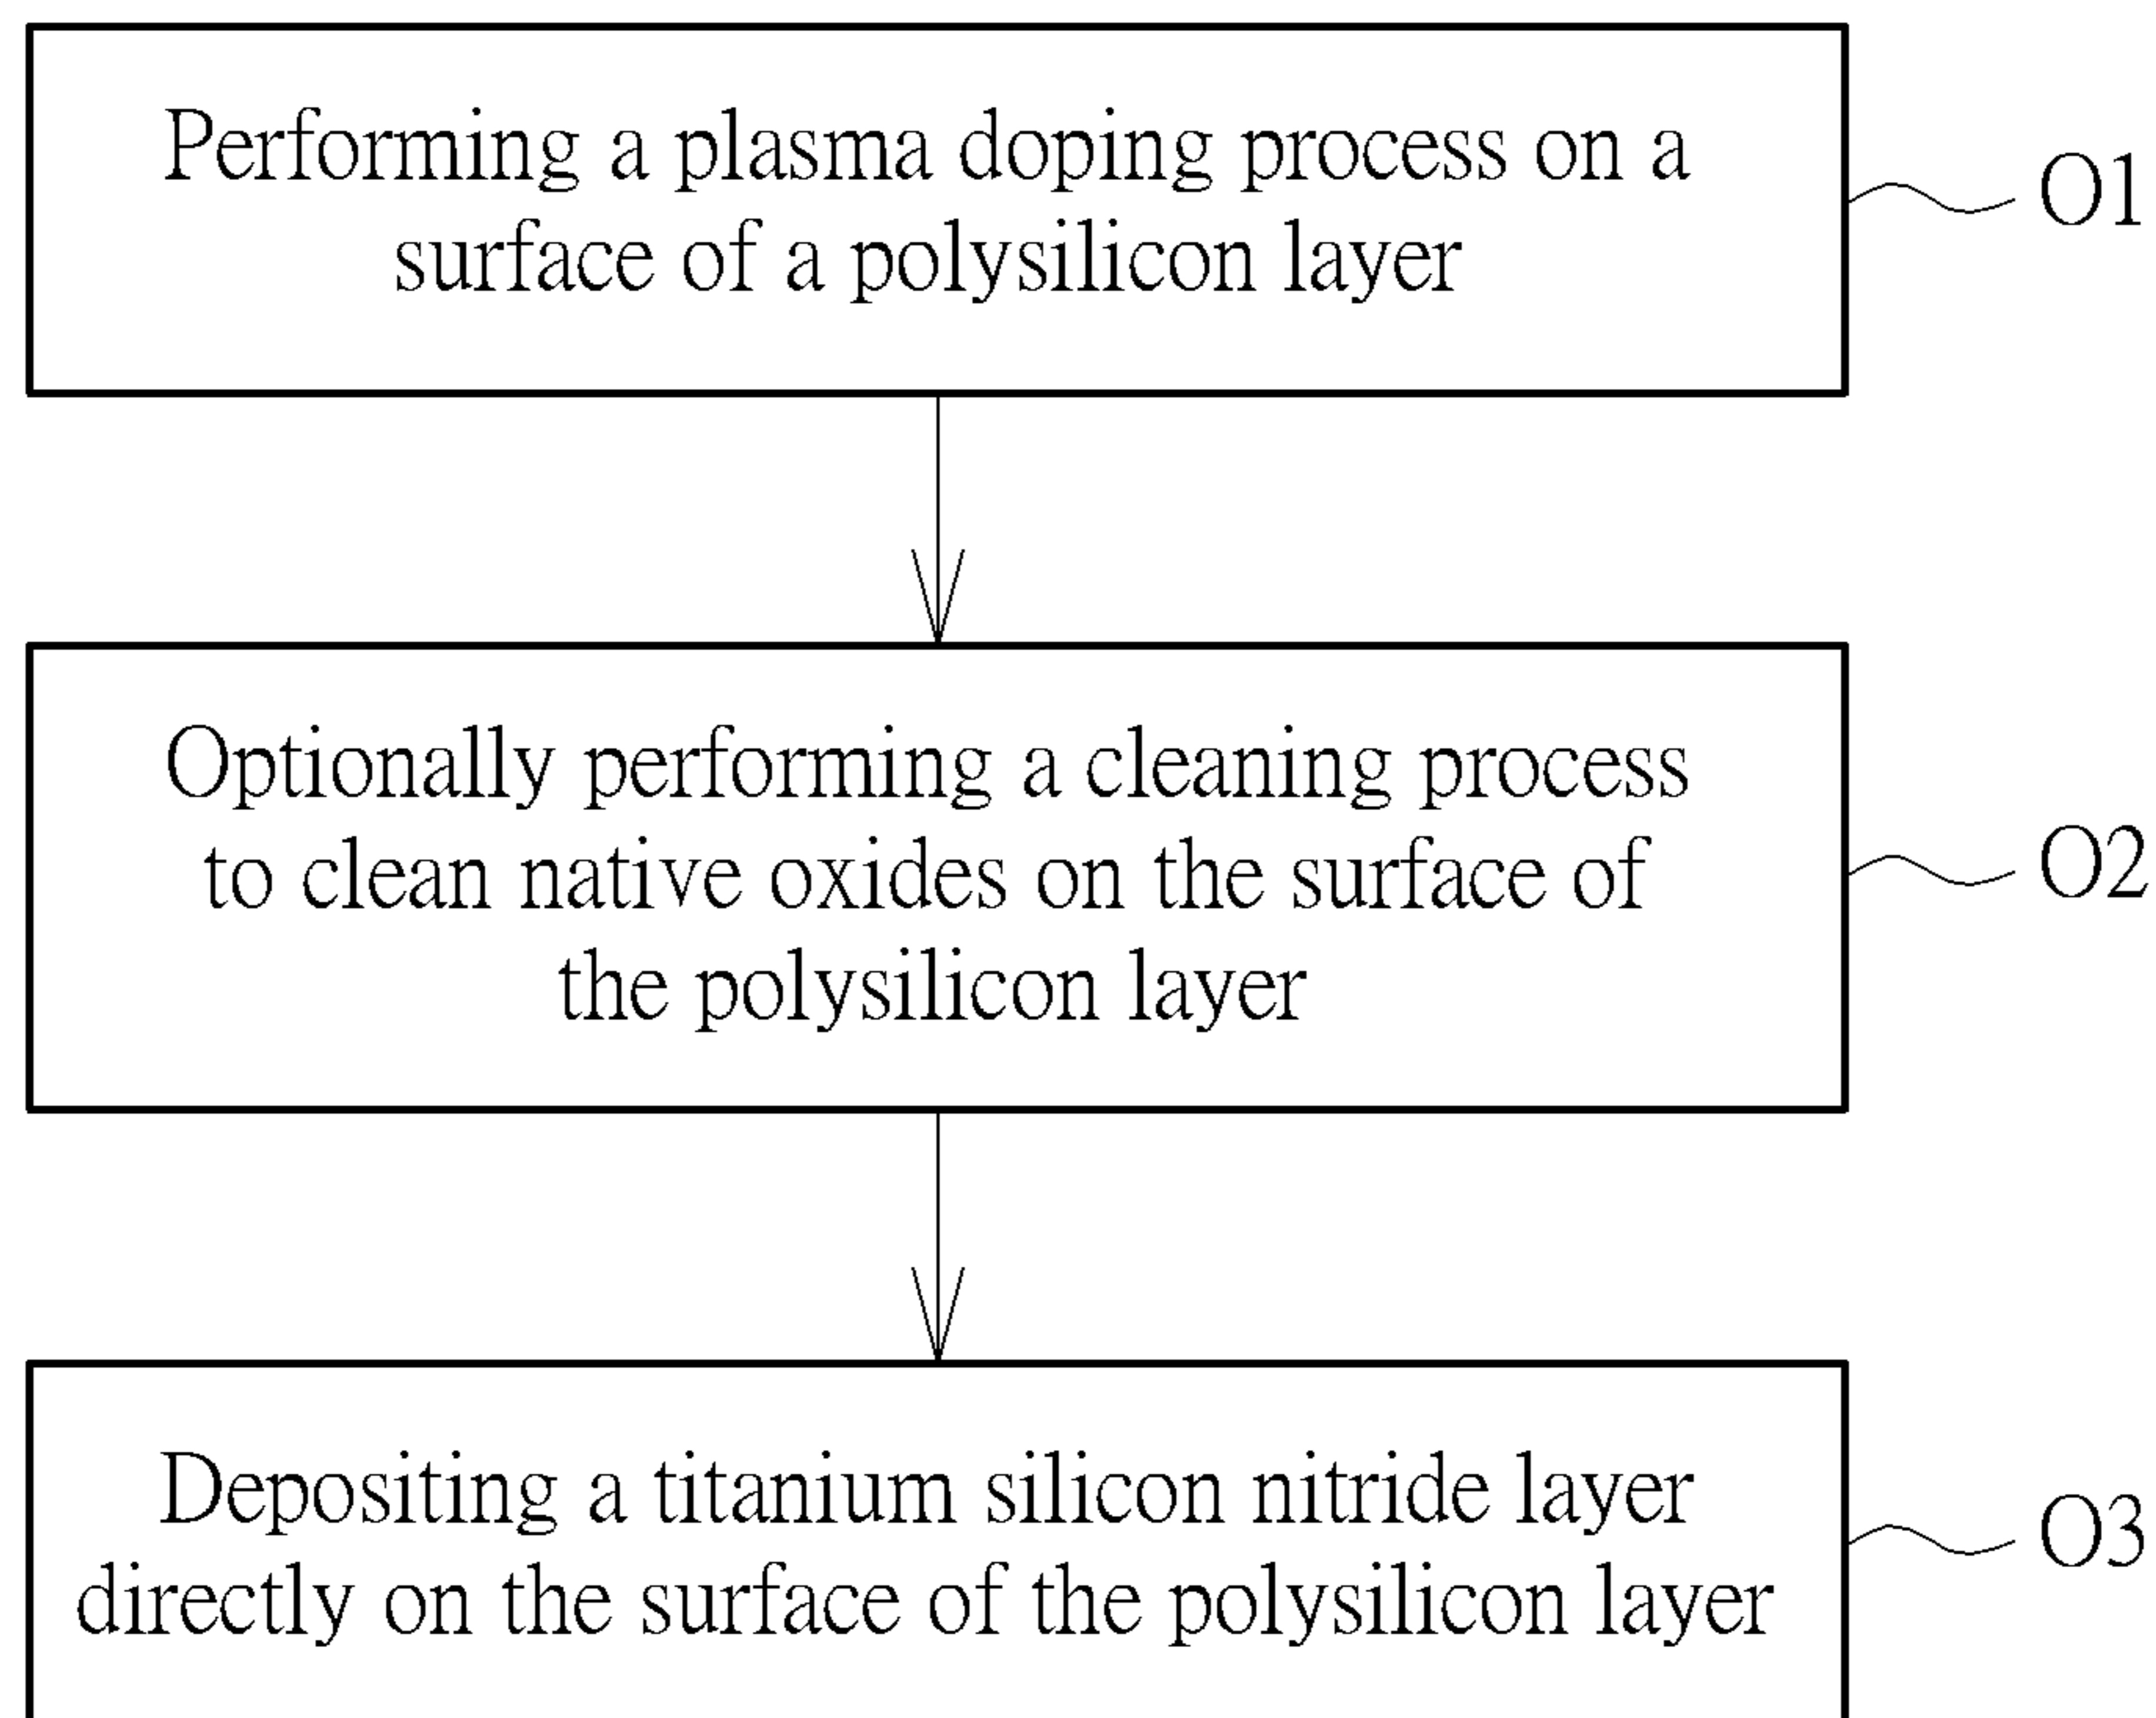 Performing a plasma doping process on a
surface of a polysilicon layer
O1
Optionally performing a cleaning process
to clean native oxides on the surface of
the polysilicon layer
O2
Depositing a titanium silicon nitride layer
directly on the surface of the polysilicon layer
O3